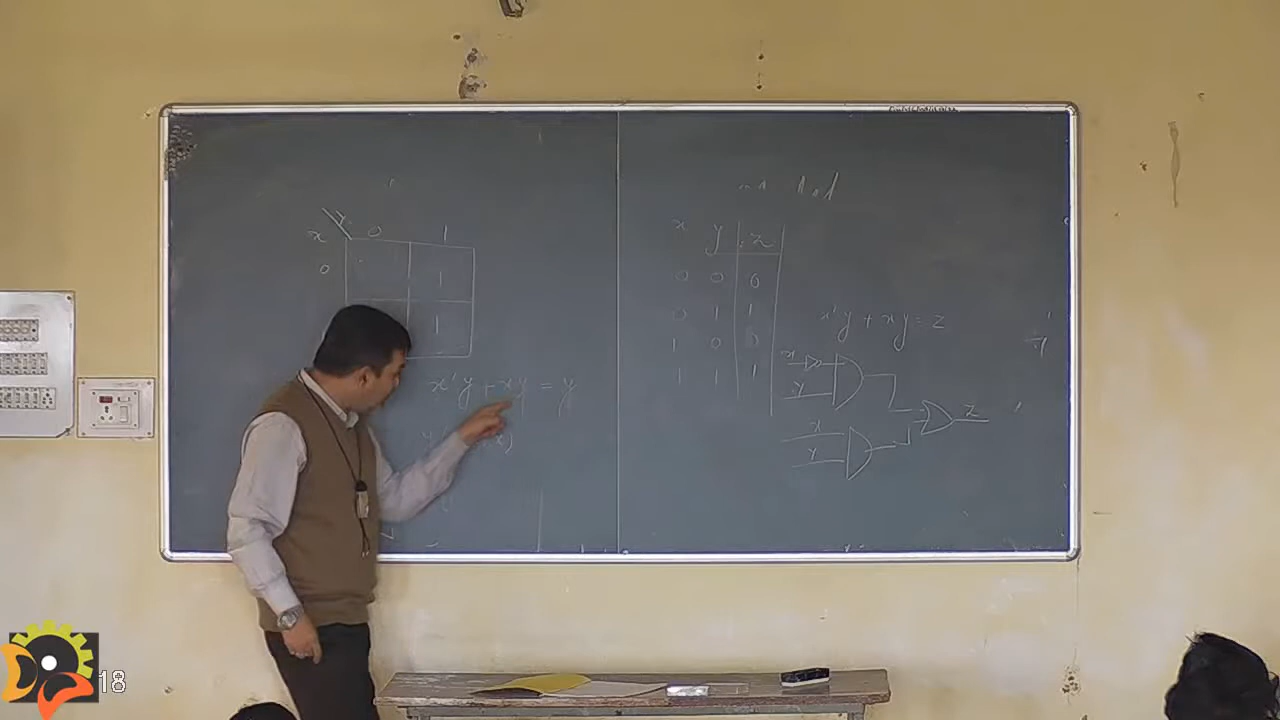 y
x 0 1
0 1
1
x'y + xy = y
x)
x y z
0 0 0
0 1 1
1 0 0
1 1 1
x'y + xy = z
x
y
x
y
z
18